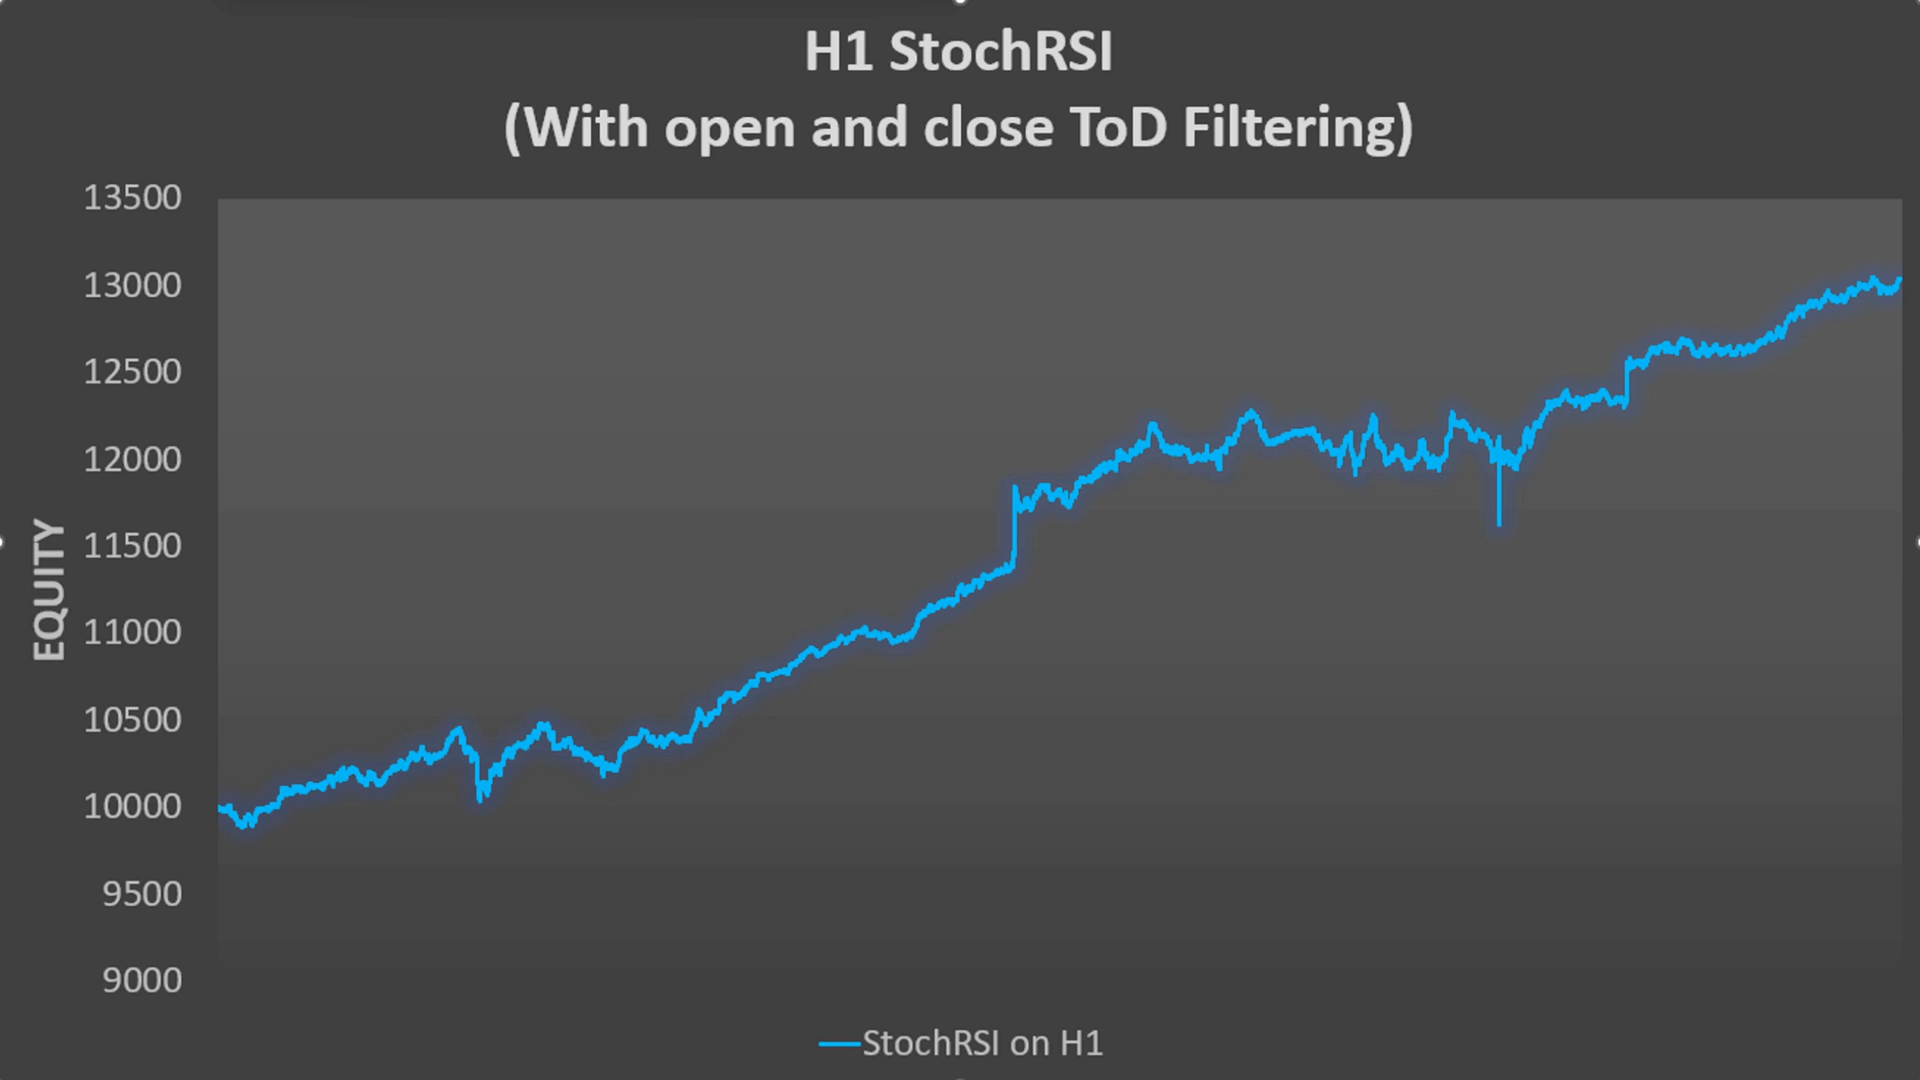 H1 StochRSI
(With open and close ToD Filtering)
13500
13000
12500
12000
11500
11000
10500
10000
9500
9000
EQUITY
StochRSI on H1